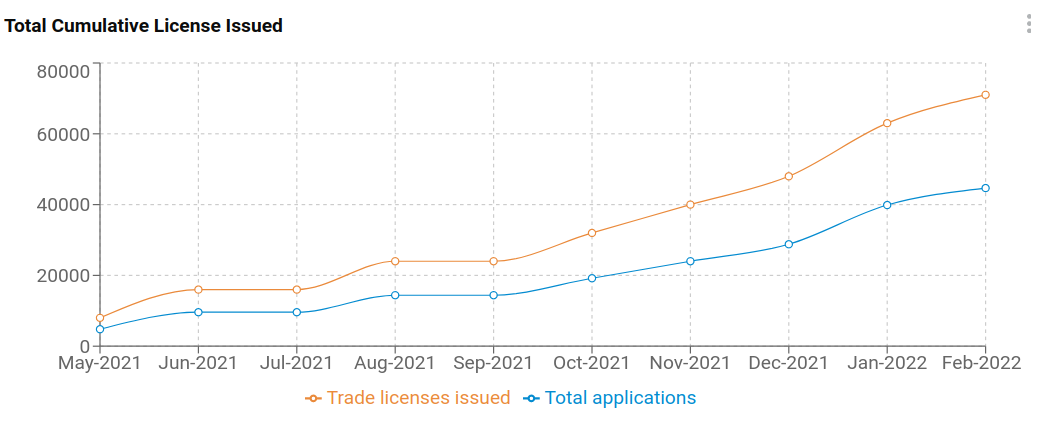 Total Cumulative License Issued
80000
60000
40000
20000
0
May-2021 Jun-2021 Jul-2021 Aug-2021 Sep-2021 Oct-2021 Nov-2021 Dec-2021 Jan-2022 Feb-2022
Trade licenses issued Total applications